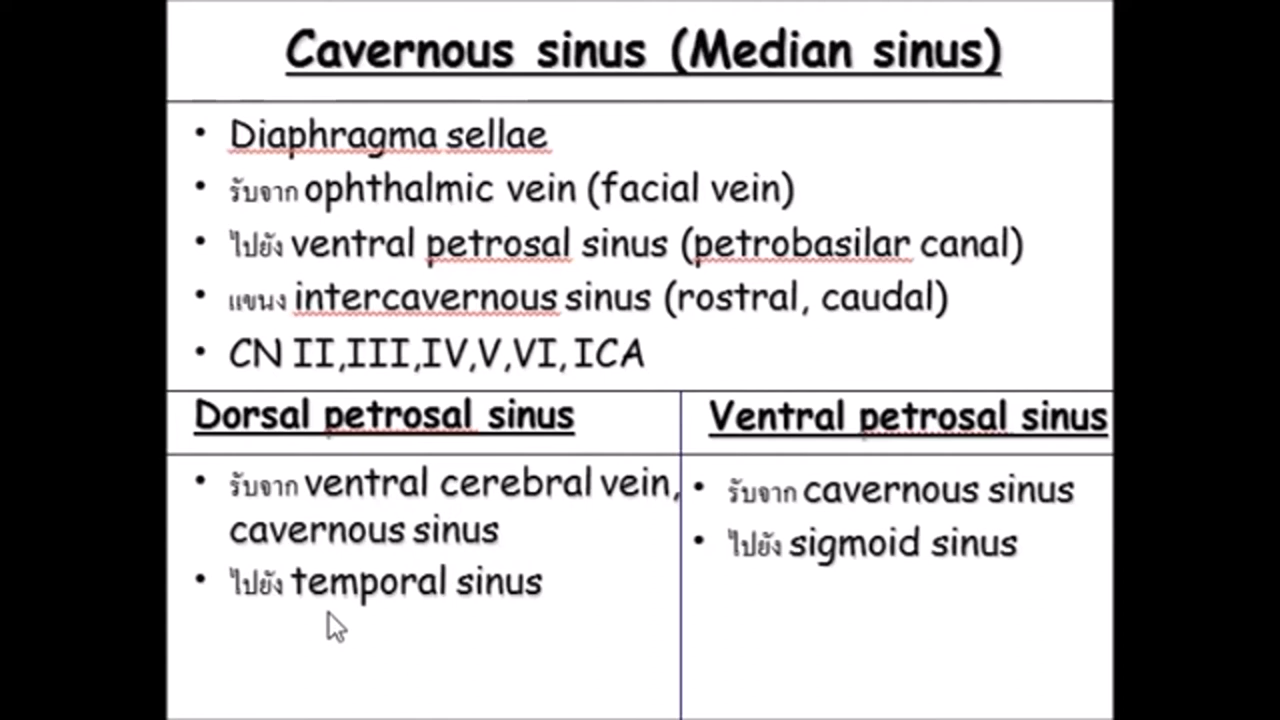 Cavernous sinus (Median sinus)
• Diaphragma sellae
• รับจาก ophthalmic vein (facial vein)
• ไปยัง ventral petrosal sinus (petrobasilar canal)
• แขนง intercavernous sinus (rostral, caudal)
• CN II,III,IV,V,VI, ICA
Dorsal petrosal sinus
• รับจาก ventral cerebral vein,
cavernous sinus
• ไปยัง temporal sinus
Ventral petrosal sinus
• รับจาก cavernous sinus
• ไปยัง sigmoid sinus